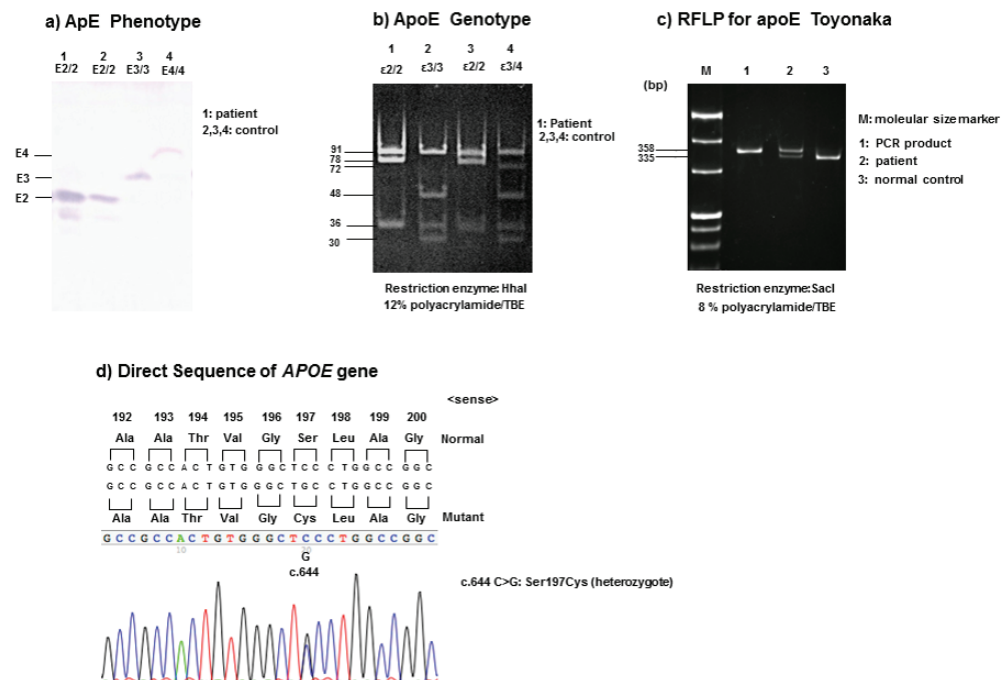 a) ApE Phenotype
1 2 3 4
E2/2 E2/2 E3/3 E4/4
1: patient
2,3,4: control
E4
E3
E2
b) ApoE Genotype
1 2 3 4
ε2/2 ε3/3 ε2/2 ε3/4
1: Patient
2,3,4: control
91
78
72
48
36
30
Restriction enzyme: HhaI
12% polyacrylamide/TBE
c) RFLP for apoE Toyonaka
M 1 2 3
(bp)
358
335
M: molecular size marker
1: PCR product
2: patient
3: normal control
Restriction enzyme: SacI
8 % polyacrylamide/TBE
d) Direct Sequence of APOE gene
<sense>
192 193 194 195 196 197 198 199 200
Ala Ala Thr Val Gly Ser Leu Ala Gly Normal
G C C G C C A C T G T G G G C T C C C T G G C C G G C
G C C G C C A C T G T G G G C T G C C T G G C C G G C
Ala Ala Thr Val Gly Cys Leu Ala Gly Mutant
G C C G C C A C T G T G G G C T C C C T G G C C G G C
10 20
G
c.644
c.644 C>G: Ser197Cys (heterozygote)